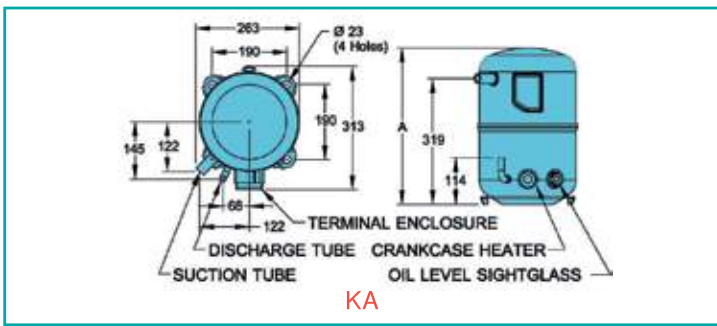 263
190
Ø 23
(4 Holes)
145
122
190
313
A
319
114
68
122
TERMINAL ENCLOSURE
DISCHARGE TUBE
CRANKCASE HEATER
SUCTION TUBE
OIL LEVEL SIGHTGLASS
KA